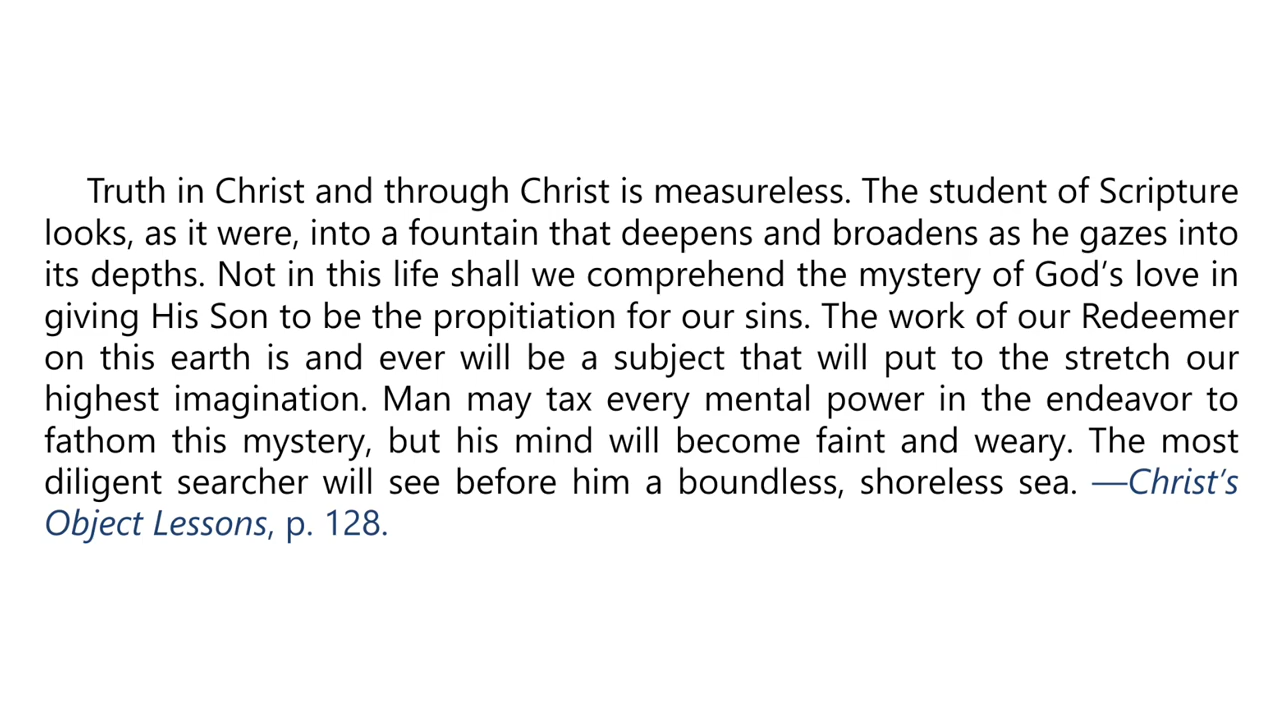 Truth in Christ and through Christ is measureless. The student of Scripture
looks, as it were, into a fountain that deepens and broadens as he gazes into
its depths. Not in this life shall we comprehend the mystery of God’s love in
giving His Son to be the propitiation for our sins. The work of our Redeemer
on this earth is and ever will be a subject that will put to the stretch our
highest imagination. Man may tax every mental power in the endeavor to
fathom this mystery, but his mind will become faint and weary. The most
diligent searcher will see before him a boundless, shoreless sea. —Christ’s
Object Lessons, p. 128.